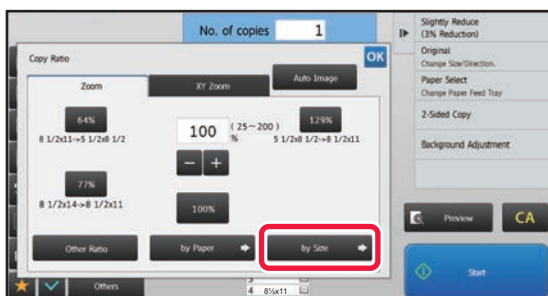 No. of copies 1
Copy Ratio
OK
Zoom
XY Zoom
Auto Image
64%
8 1/2x11->5 1/2x8 1/2
100 (25~200) %
129%
5 1/2x8 1/2->8 1/2x11
77%
8 1/2x14->8 1/2x11
100%
Other Ratio
by Paper
by Size
Others
4 8½x11
Slightly Reduce
(3% Reduction)
Original
Change Size/Direction.
Paper Select
Change Paper Feed Tray
2-Sided Copy
Background Adjustment
Preview
CA
Start